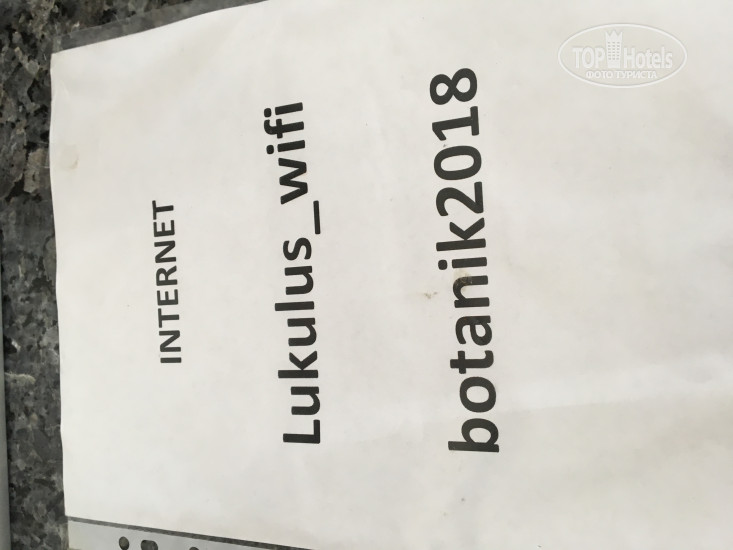 INTERNET
Lukulus_wifi
botanik2018
TOP Hotels
ФОТО ТУРИСТА